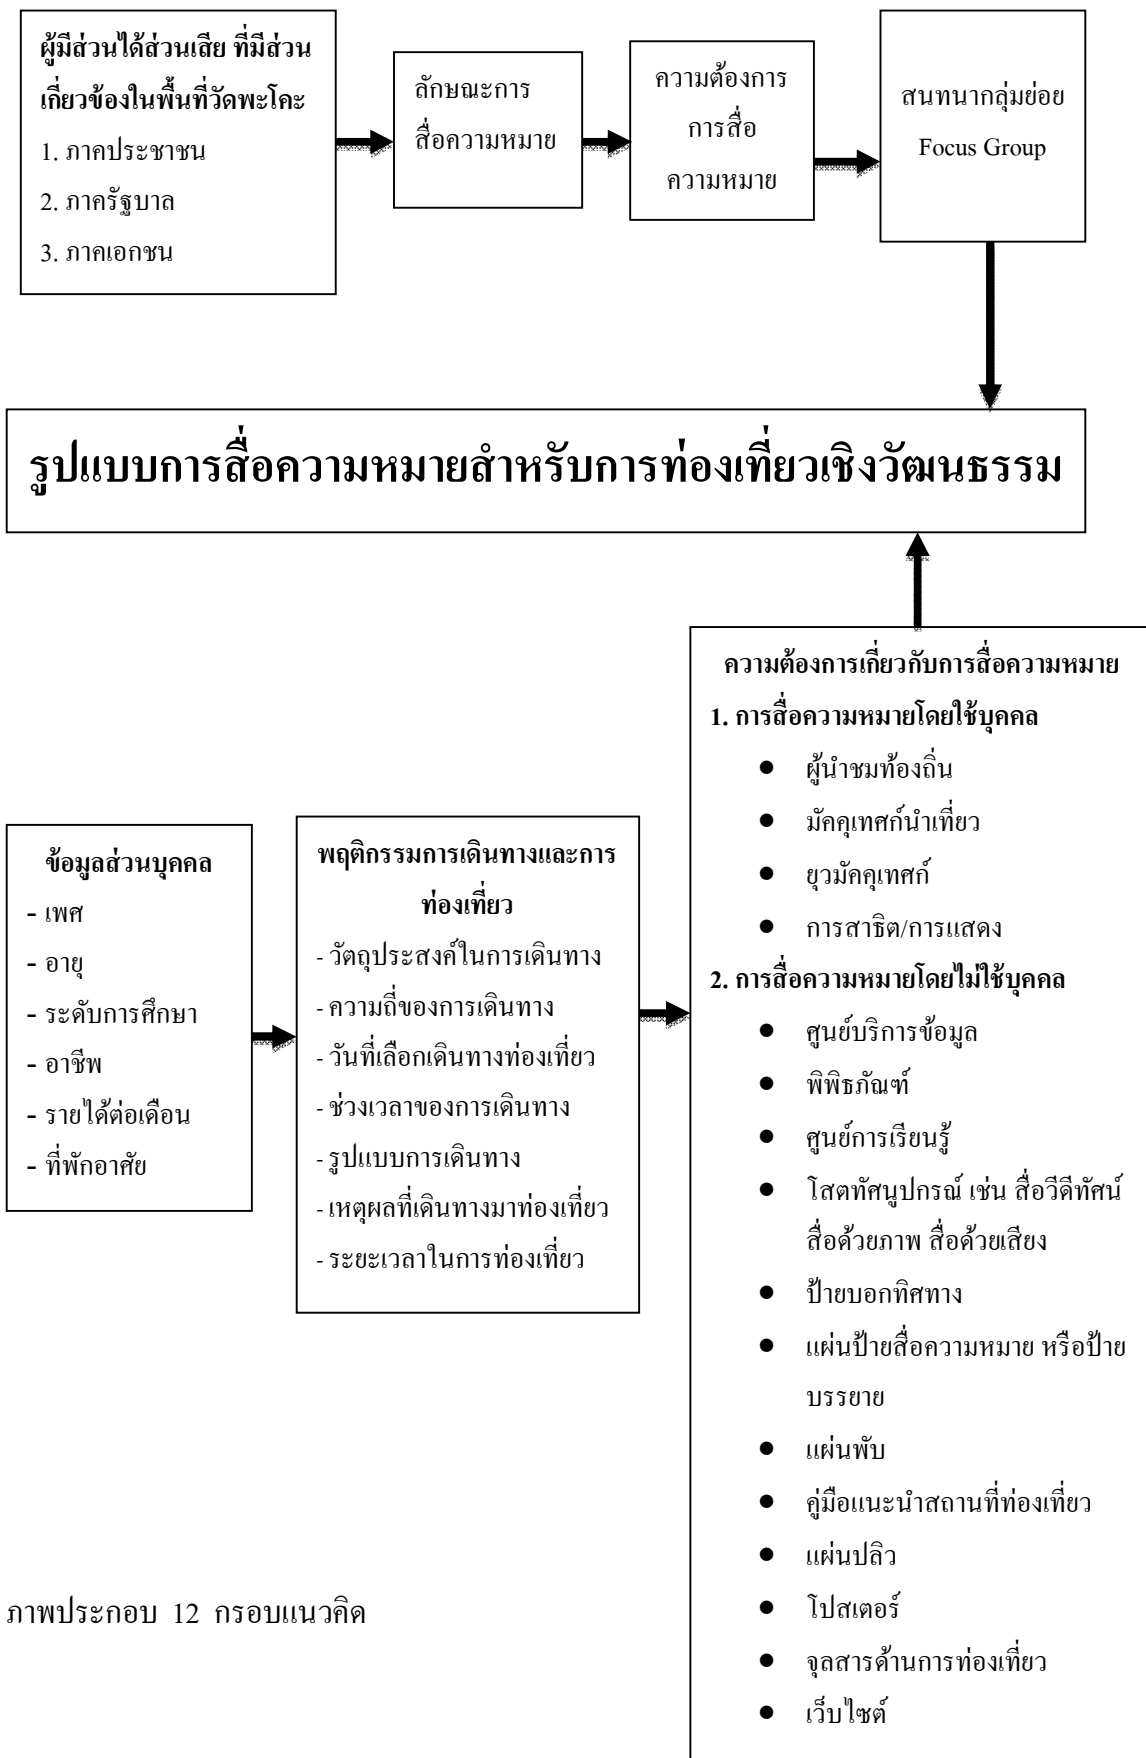 ผู้มีส่วนได้ส่วนเสีย ที่มีส่วน
เกี่ยวข้องในพื้นที่วัดพะโคะ
1. ภาคประชาชน
2. ภาครัฐบาล
3. ภาคเอกชน
ลักษณะการ
สื่อความหมาย
ความต้องการ
การสื่อ
ความหมาย
สนทนากลุ่มย่อย
Focus Group
รูปแบบการสื่อความหมายสำหรับการท่องเที่ยวเชิงวัฒนธรรม
ข้อมูลส่วนบุคคล
- เพศ
- อายุ
- ระดับการศึกษา
- อาชีพ
- รายได้ต่อเดือน
- ที่พักอาศัย
พฤติกรรมการเดินทางและการ
ท่องเที่ยว
- วัตถุประสงค์ในการเดินทาง
- ความถี่ของการเดินทาง
- วันที่เลือกเดินทางท่องเที่ยว
- ช่วงเวลาของการเดินทาง
- รูปแบบการเดินทาง
- เหตุผลที่เดินทางมาท่องเที่ยว
- ระยะเวลาในการท่องเที่ยว
ความต้องการเกี่ยวกับการสื่อความหมาย
1. การสื่อความหมายโดยใช้บุคคล
● ผู้นำชมท้องถิ่น
● มัคคุเทศก์นำเที่ยว
● ยุวมัคคุเทศก์
● การสาธิต/การแสดง
2. การสื่อความหมายโดยไม่ใช้บุคคล
● ศูนย์บริการข้อมูล
● พิพิธภัณฑ์
● ศูนย์การเรียนรู้
● โสตทัศนูปกรณ์ เช่น สื่อวีดีทัศน์
สื่อด้วยภาพ สื่อด้วยเสียง
● ป้ายบอกทิศทาง
● แผ่นป้ายสื่อความหมาย หรือป้าย
บรรยาย
● แผ่นพับ
● คู่มือแนะนำสถานที่ท่องเที่ยว
● แผ่นปลิว
● โปสเตอร์
● จุลสารด้านการท่องเที่ยว
● เว็บไซต์
ภาพประกอบ 12 กรอบแนวคิด